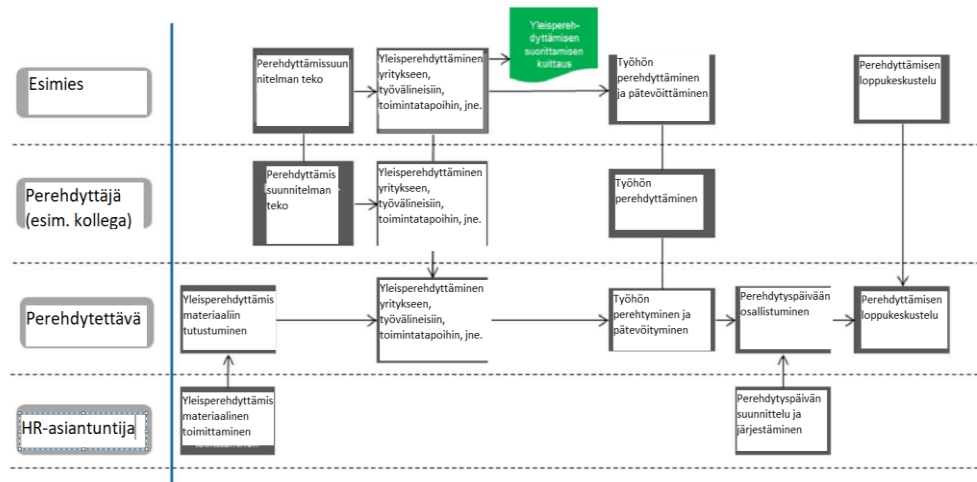 Esimies
Perehdyttämissuun
nitelman teko
Yleisperehdyttäminen
yritykseen,
työvälineisiin,
toimintatapoihin, jne.
Yleispereh-
dyttämisen
suorittamisen
kuittaus
Työhön
perehdyttäminen
ja pätevöittäminen
Perehdyttämisen
loppukeskustelu
Perehdyttäjä
(esim. kollega)
Perehdyttämis
suunnitelman
teko
Yleisperehdyttäminen
yritykseen,
työvälineisiin,
toimintatapoihin, jne.
Työhön
perehdyttäminen
Perehdytettävä
Yleisperehdyttämis
materiaaliin
tutustuminen
Yleisperehdyttäminen
yritykseen,
työvälineisiin,
toimintatapoihin, jne.
Työhön
perehtyminen ja
pätevöityminen
Perehdytyspäivään
osallistuminen
Perehdyttämisen
loppukeskustelu
HR-asiantuntija
Yleisperehdyttämis
materiaalinen
toimittaminen
Perehdytyspäivän
suunnittelu ja
järjestäminen